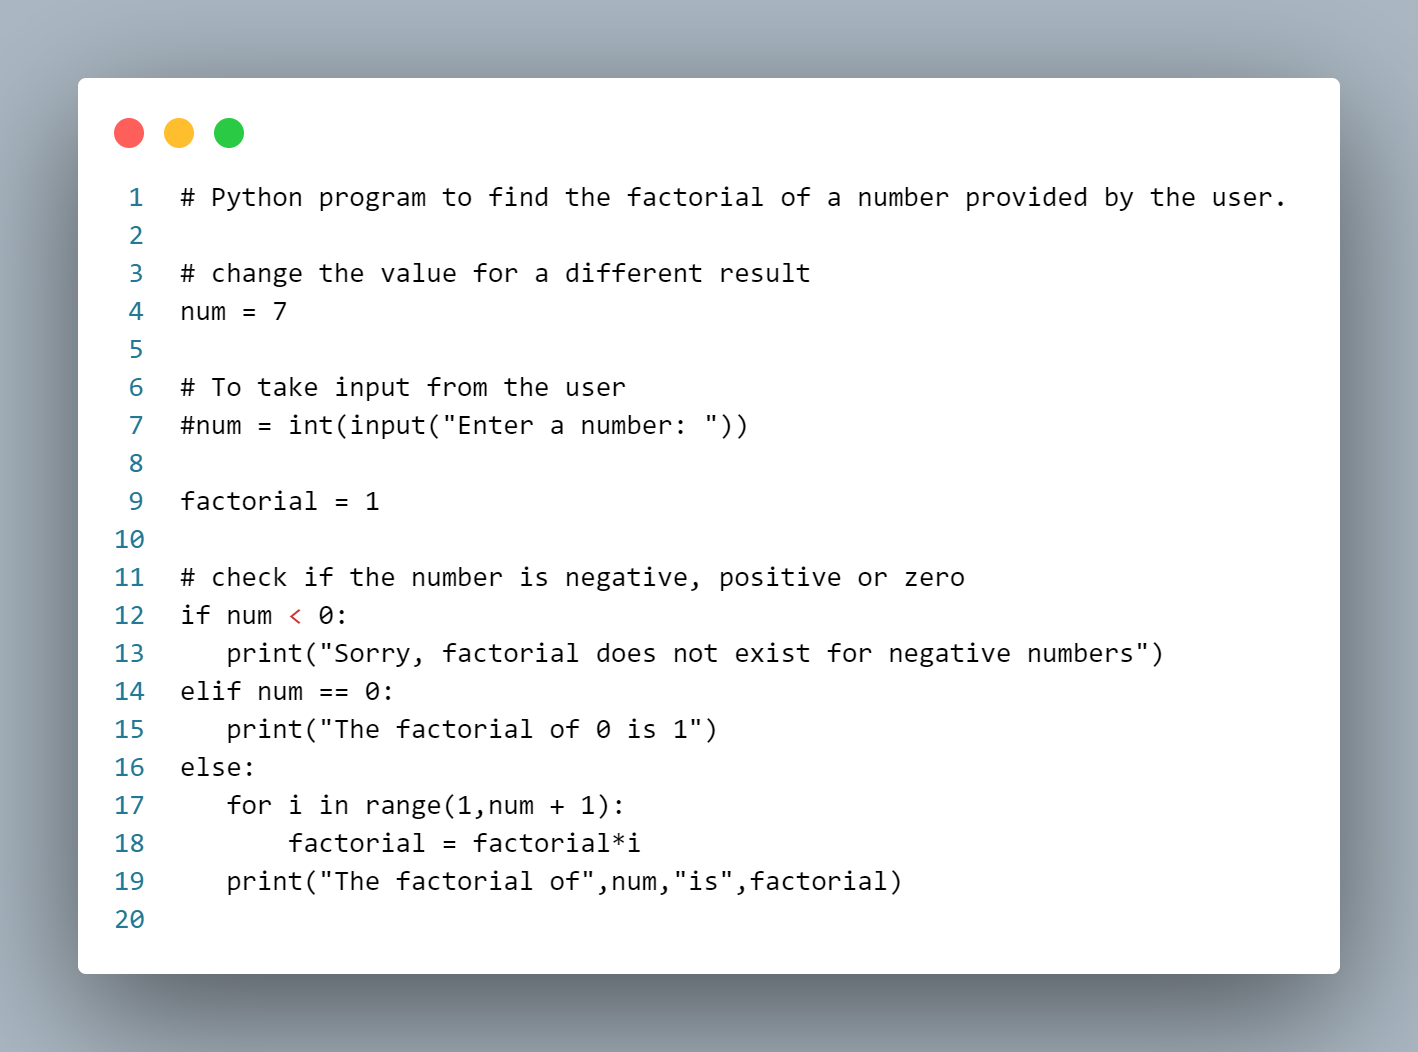 1 # Python program to find the factorial of a number provided by the user.
2
3 # change the value for a different result
4 num = 7
5
6 # To take input from the user
7 #num = int(input("Enter a number: "))
8
9 factorial = 1
10
11 # check if the number is negative, positive or zero
12 if num < 0:
13    print("Sorry, factorial does not exist for negative numbers")
14 elif num == 0:
15    print("The factorial of 0 is 1")
16 else:
17    for i in range(1,num + 1):
18        factorial = factorial*i
19    print("The factorial of",num,"is",factorial)
20